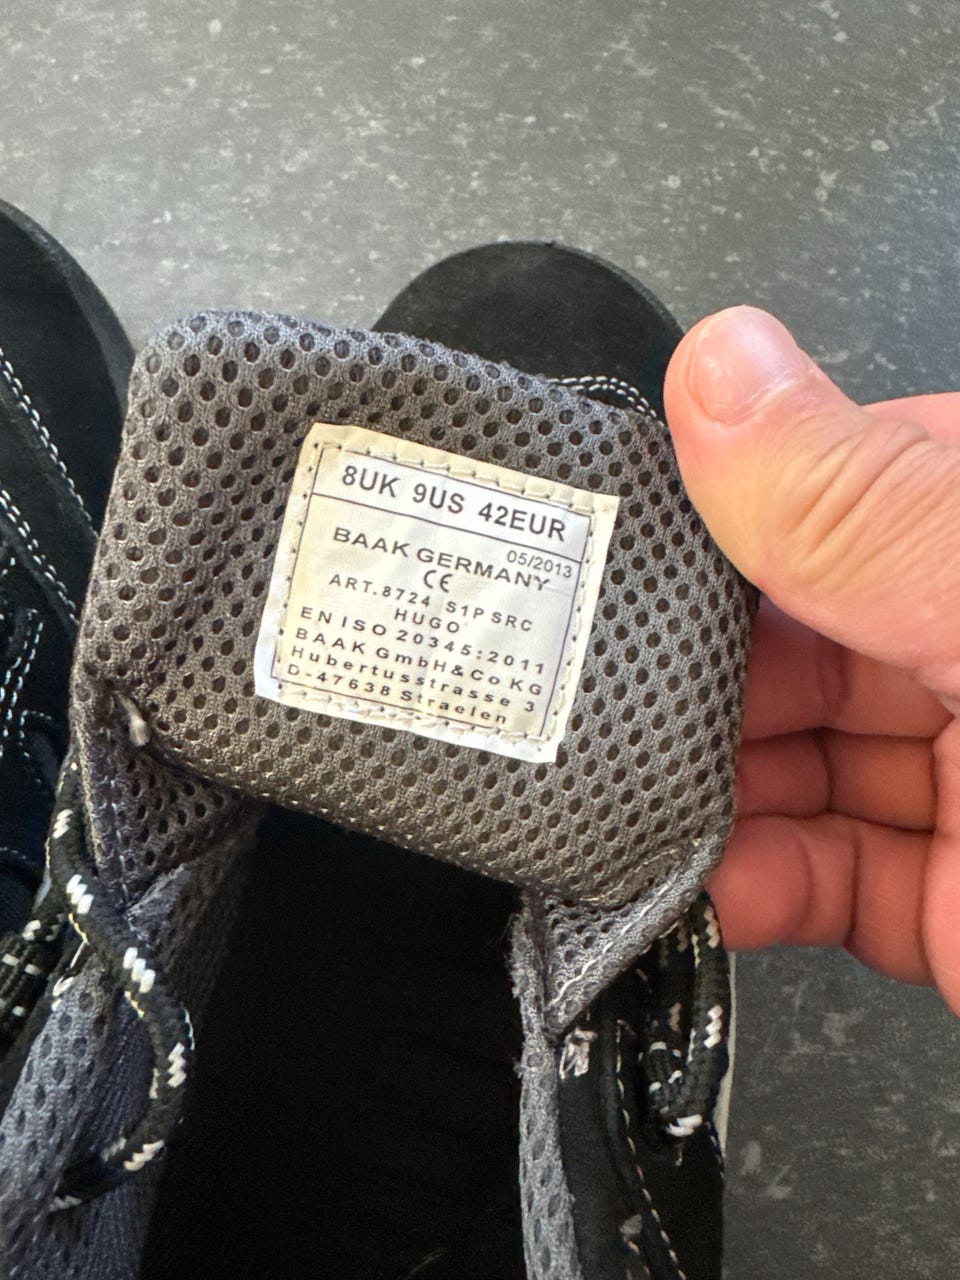 8UK 9US 42EUR
05/2013
BAAK GERMANY
CE
ART.8724 S1P SRC
HUGO
EN ISO 20345:2011
BAAK GmbH & Co KG
Hubertusstrasse 3
D-47638 Straelen